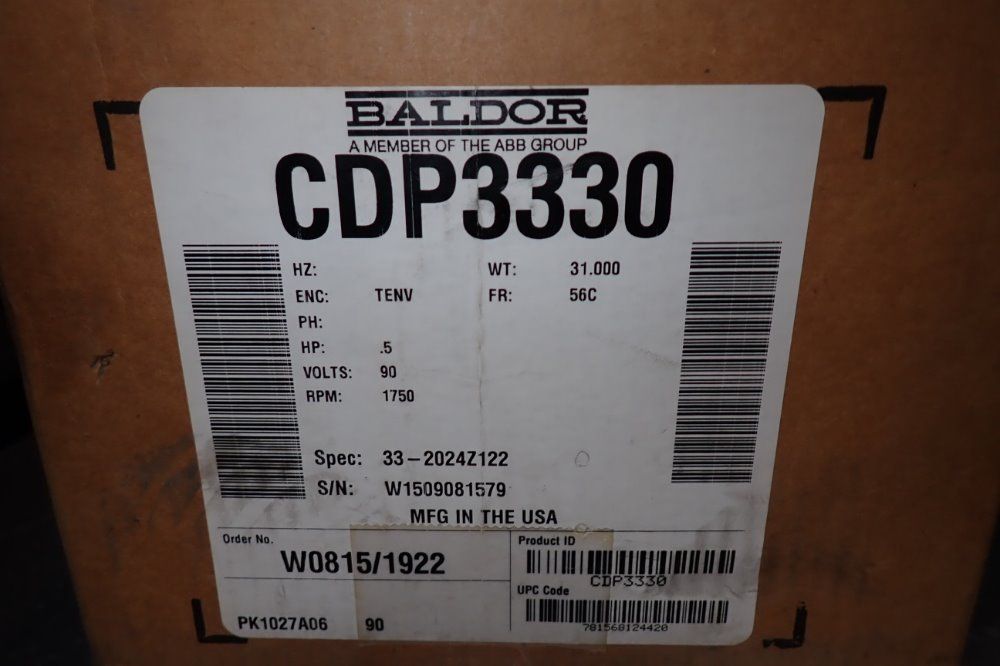 BALDOR
A MEMBER OF THE ABB GROUP
CDP3330
HZ: WT: 31.000
ENC: TENV FR: 56C
PH:
HP: .5
VOLTS: 90
RPM: 1750
Spec: 33-2024Z122
S/N: W1509081579
MFG IN THE USA
Order No. Product ID
W0815/1922
CDP3330
UPC Code
PK1027A06 90
781568124420